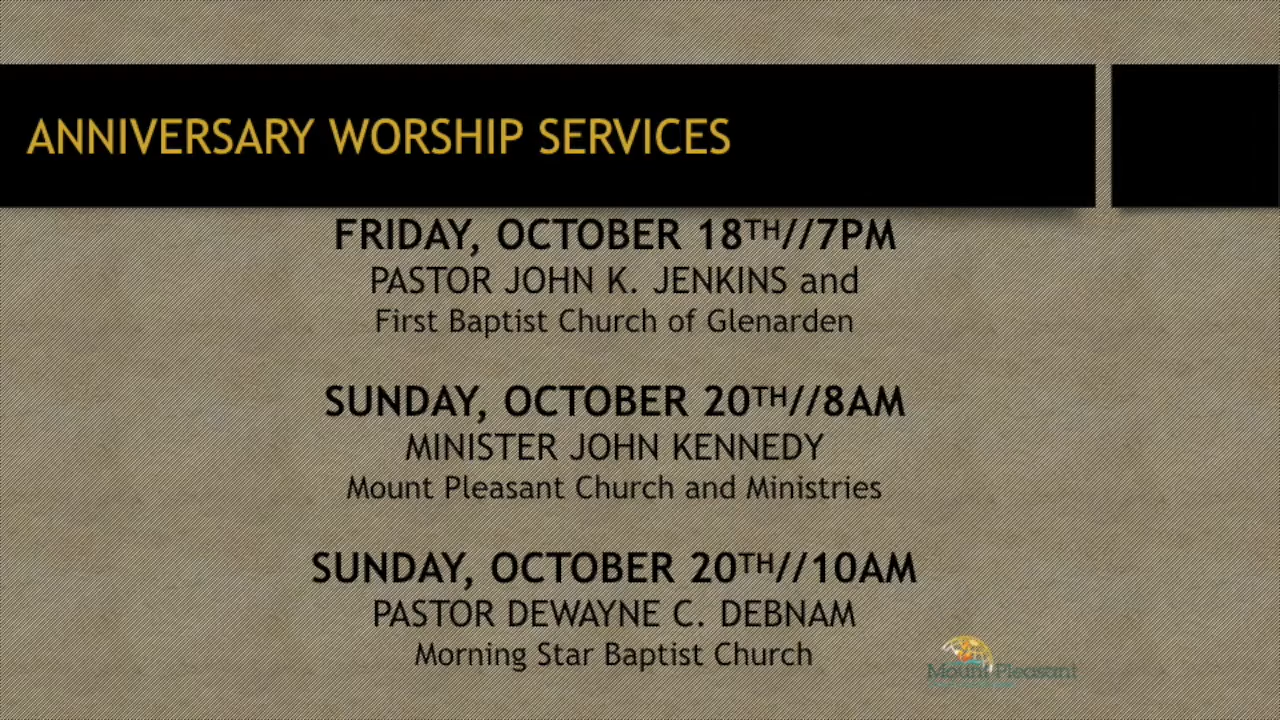 ANNIVERSARY WORSHIP SERVICES
FRIDAY, OCTOBER 18TH//7PM
PASTOR JOHN K. JENKINS and
First Baptist Church of Glenarden
SUNDAY, OCTOBER 20TH//8AM
MINISTER JOHN KENNEDY
Mount Pleasant Church and Ministries
SUNDAY, OCTOBER 20TH//10AM
PASTOR DEWAYNE C. DEBNAM
Morning Star Baptist Church
Mount Pleasant